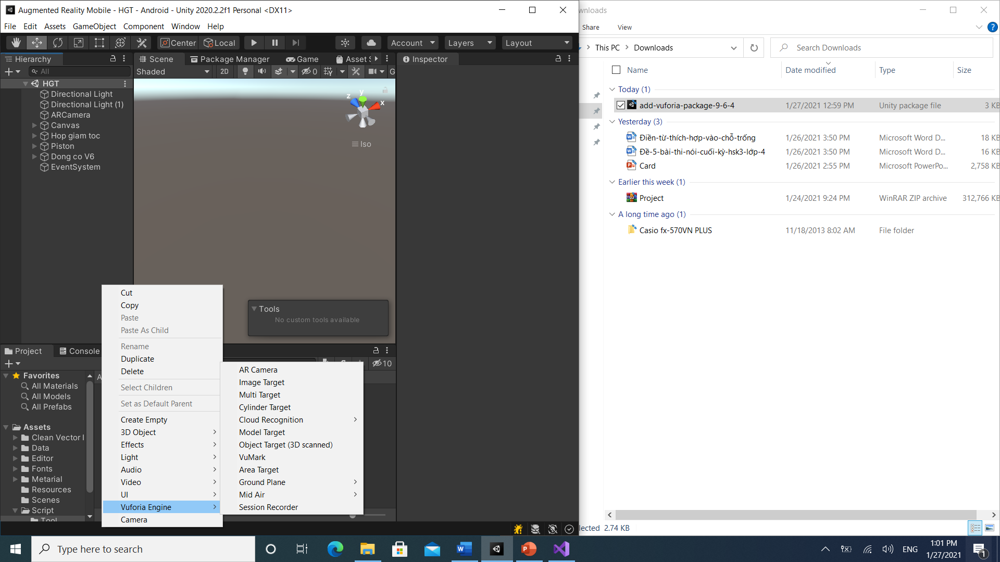 Augmented Reality Mobile - HGT - Android - Unity 2020.2.2f1 Personal <DX11>
File Edit Assets GameObject Component Window Help
Center Local Account Layers Layout
Hierarchy
All
HGT
Directional Light
Directional Light (1)
ARCamera
Canvas
Hop giam toc
Piston
Dong co V6
EventSystem
Scene Package Manager Game Asset S
Shaded 2D 0 G
y
z
x
Iso
Tools
No custom tools available
Inspector
Cut
Copy
Paste
Paste As Child
Rename
Duplicate
Delete
Select Children
Set as Default Parent
Create Empty
3D Object
Effects
Light
Audio
Video
UI
Vuforia Engine
Camera
AR Camera
Image Target
Multi Target
Cylinder Target
Cloud Recognition
Model Target
Object Target (3D scanned)
VuMark
Area Target
Ground Plane
Mid Air
Session Recorder
Project Console
10
Favorites
All Materials
All Models
All Prefabs
A
Assets
Clean Vector I
Data
Editor
Fonts
Metarial
Resources
Scenes
Script
Tool
wnloads
Share View
This PC > Downloads
Search Downloads
Name Date modified Type Size
Today (1)
add-vuforia-package-9-6-4 1/27/2021 12:59 PM Unity package file 3 KB
Yesterday (3)
Điền-từ-thích-hợp-vào-chỗ-trống 1/26/2021 3:50 PM Microsoft Word D... 18 KB
Đề-5-bài-thi-nói-cuối-kỳ-hsk3-lớp-4 1/26/2021 3:50 PM Microsoft Word D... 16 KB
Card 1/26/2021 2:55 PM Microsoft PowerPo... 2,758 KB
Earlier this week (1)
Project 1/24/2021 9:24 PM WinRAR ZIP archive 312,766 KB
A long time ago (1)
Casio fx-570VN PLUS 11/18/2013 8:02 AM File folder
lected 2.74 KB
Type here to search
ENG
1:01 PM
1/27/2021
1